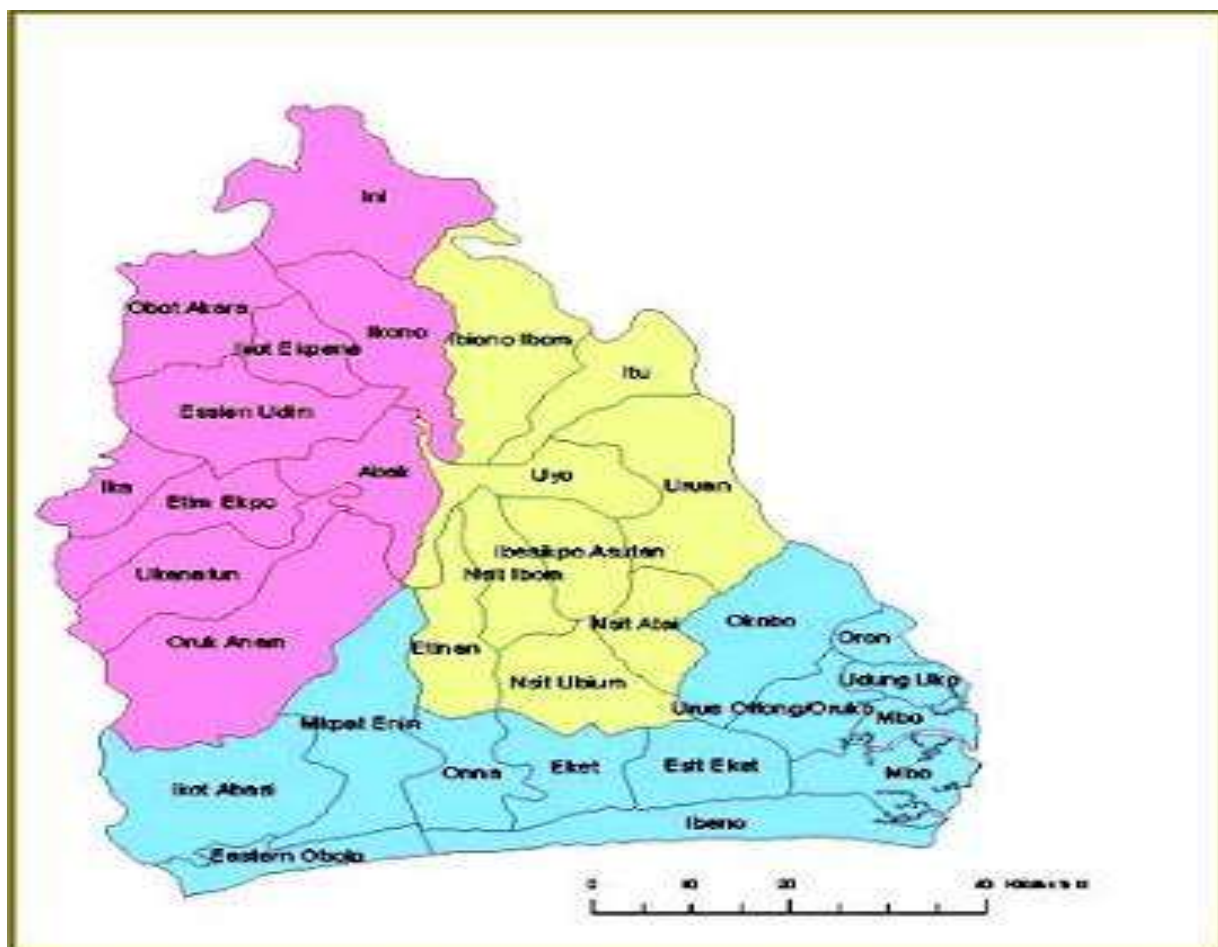 Ini
Obot Akara
Ikono
Ibiono Ibom
Ikot Ekpene
Itu
Essien Udim
Abak
Uyo
Uruan
Ika
Etim Ekpo
Ibesikpo Asutan
Nsit Ibom
Ukanafun
Nsit Atai
Okobo
Oron
Oruk Anam
Etinan
Nsit Ubium
Udung Uko
Urue Offong/Oruko
Mbo
Mkpat Enin
Ikot Abasi
Onna
Eket
Esit Eket
Mbo
Ibeno
Eastern Obolo
0 10 20 40